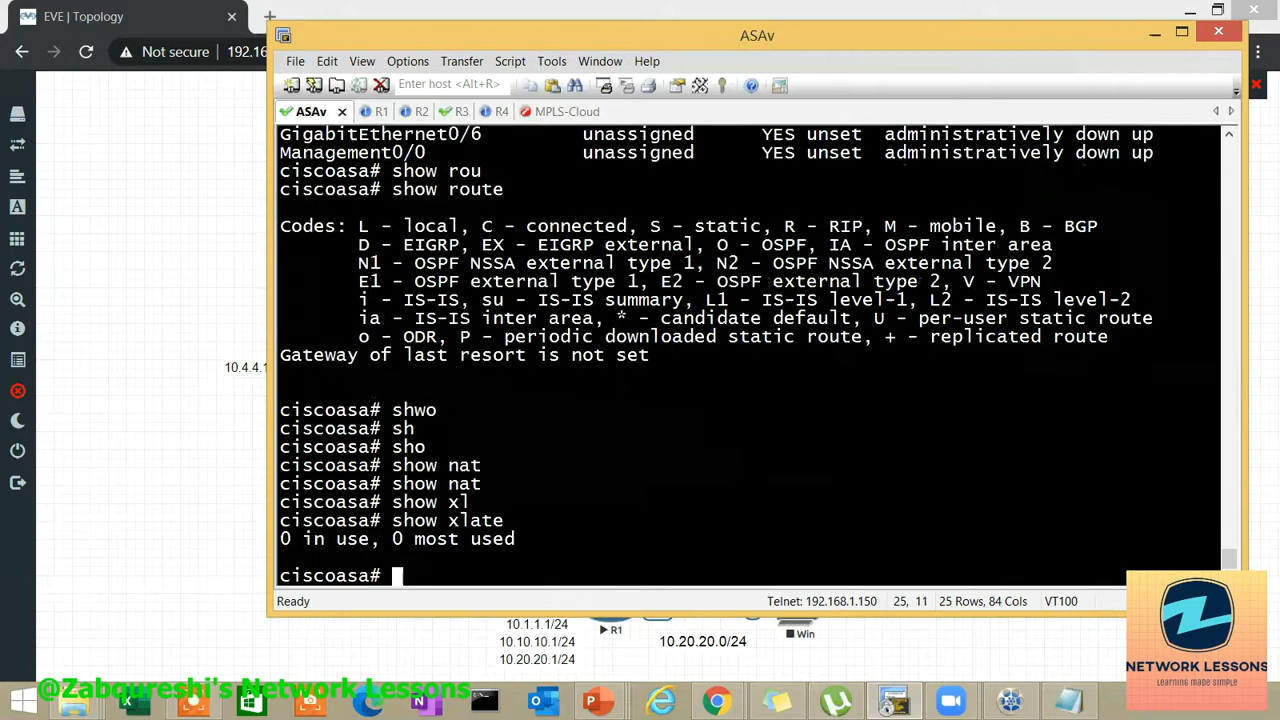 EVE | Topology
Not secure
192.16
ASAv
File Edit View Options Transfer Script Tools Window Help
Enter host <Alt+R>
ASAv R1 R2 R3 R4 MPLS-Cloud
GigabitEthernet0/6 unassigned YES unset administratively down up
Management0/0 unassigned YES unset administratively down up
ciscoasa# show rou
ciscoasa# show route
Codes: L - local, C - connected, S - static, R - RIP, M - mobile, B - BGP
D - EIGRP, EX - EIGRP external, O - OSPF, IA - OSPF inter area
N1 - OSPF NSSA external type 1, N2 - OSPF NSSA external type 2
E1 - OSPF external type 1, E2 - OSPF external type 2, V - VPN
i - IS-IS, su - IS-IS summary, L1 - IS-IS level-1, L2 - IS-IS level-2
ia - IS-IS inter area, * - candidate default, U - per-user static route
o - ODR, P - periodic downloaded static route, + - replicated route
Gateway of last resort is not set
ciscoasa# shwo
ciscoasa# sh
ciscoasa# sho
ciscoasa# show nat
ciscoasa# show nat
ciscoasa# show xl
ciscoasa# show xlate
0 in use, 0 most used
ciscoasa#
10.4.4.1
Ready
Telnet: 192.168.1.150 25, 11 25 Rows, 84 Cols VT100
10.1.1.1/24
R1
10.10.10.1/24
10.20.20.1/24
10.20.20.0/24
Win
NETWORK LESSONS
Learning made simple
@Zabqureshi's Network Lessons